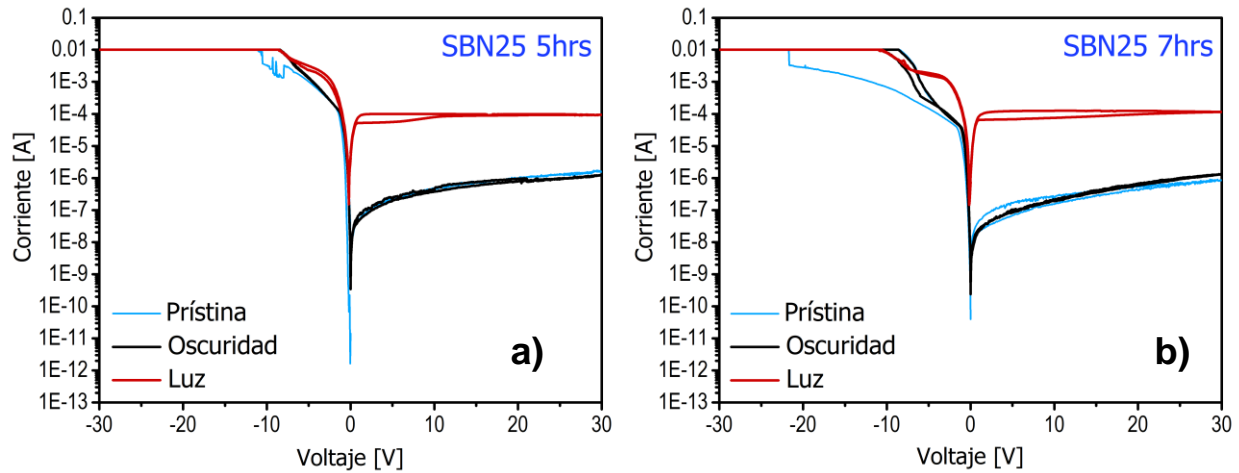 0.1
0.01
1E-3
1E-4
1E-5
1E-6
1E-7
1E-8
1E-9
1E-10
1E-11
1E-12
1E-13
Corriente [A]
SBN25 5hrs
Prístina
Oscuridad
Luz
a)
-30 -20 -10 0 10 20 30
Voltaje [V]
0.1
0.01
1E-3
1E-4
1E-5
1E-6
1E-7
1E-8
1E-9
1E-10
1E-11
1E-12
1E-13
Corriente [A]
SBN25 7hrs
Prístina
Oscuridad
Luz
b)
-30 -20 -10 0 10 20 30
Voltaje [V]